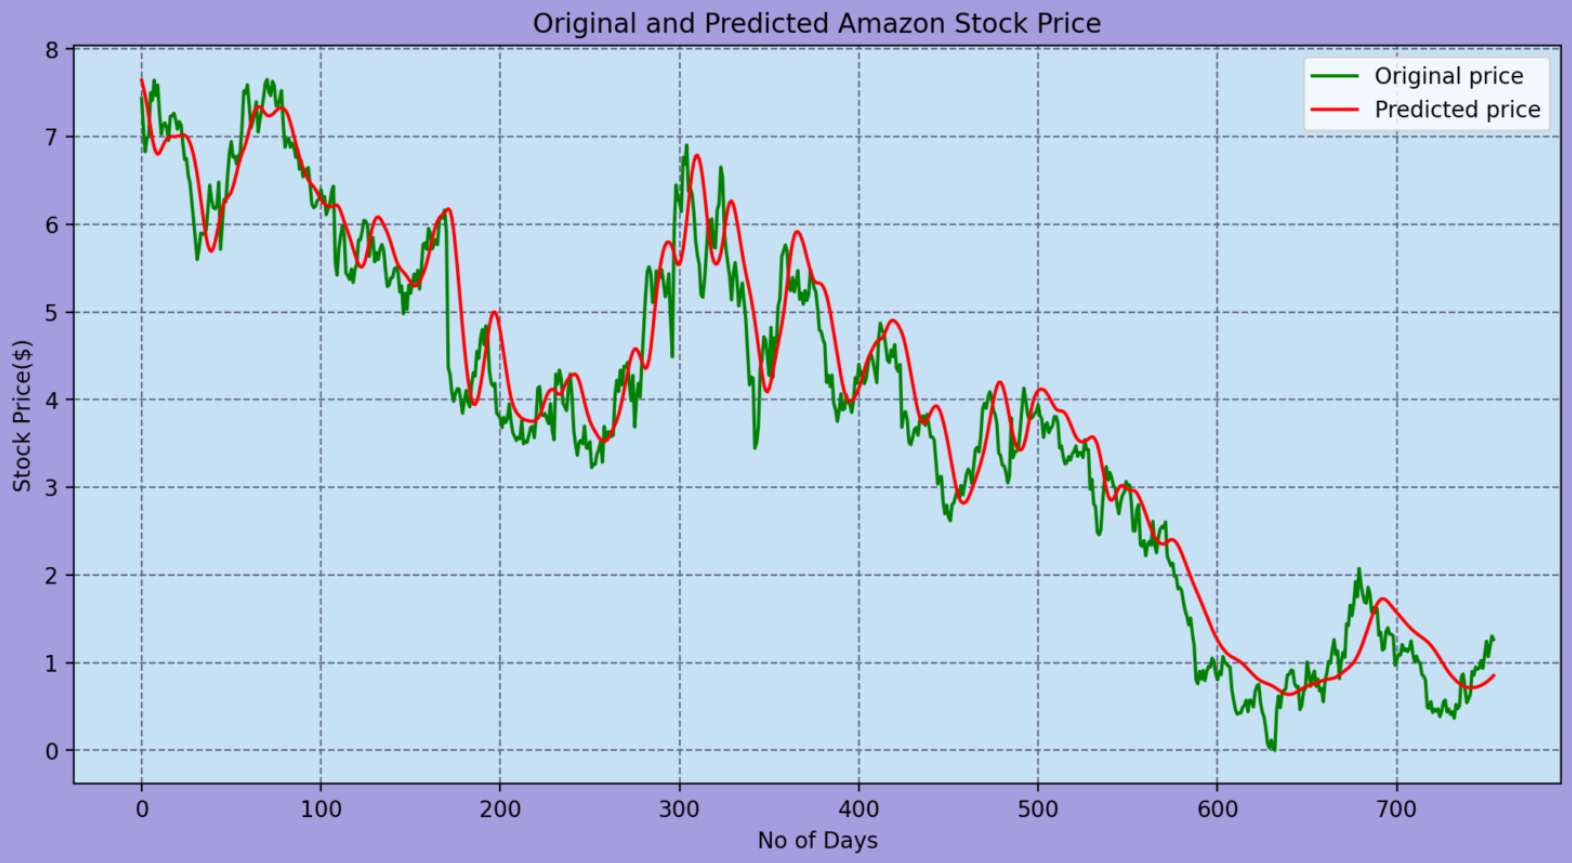 Original and Predicted Amazon Stock Price
Original price
Predicted price
Stock Price($)
8
7
6
5
4
3
2
1
0
0 100 200 300 400 500 600 700
No of Days